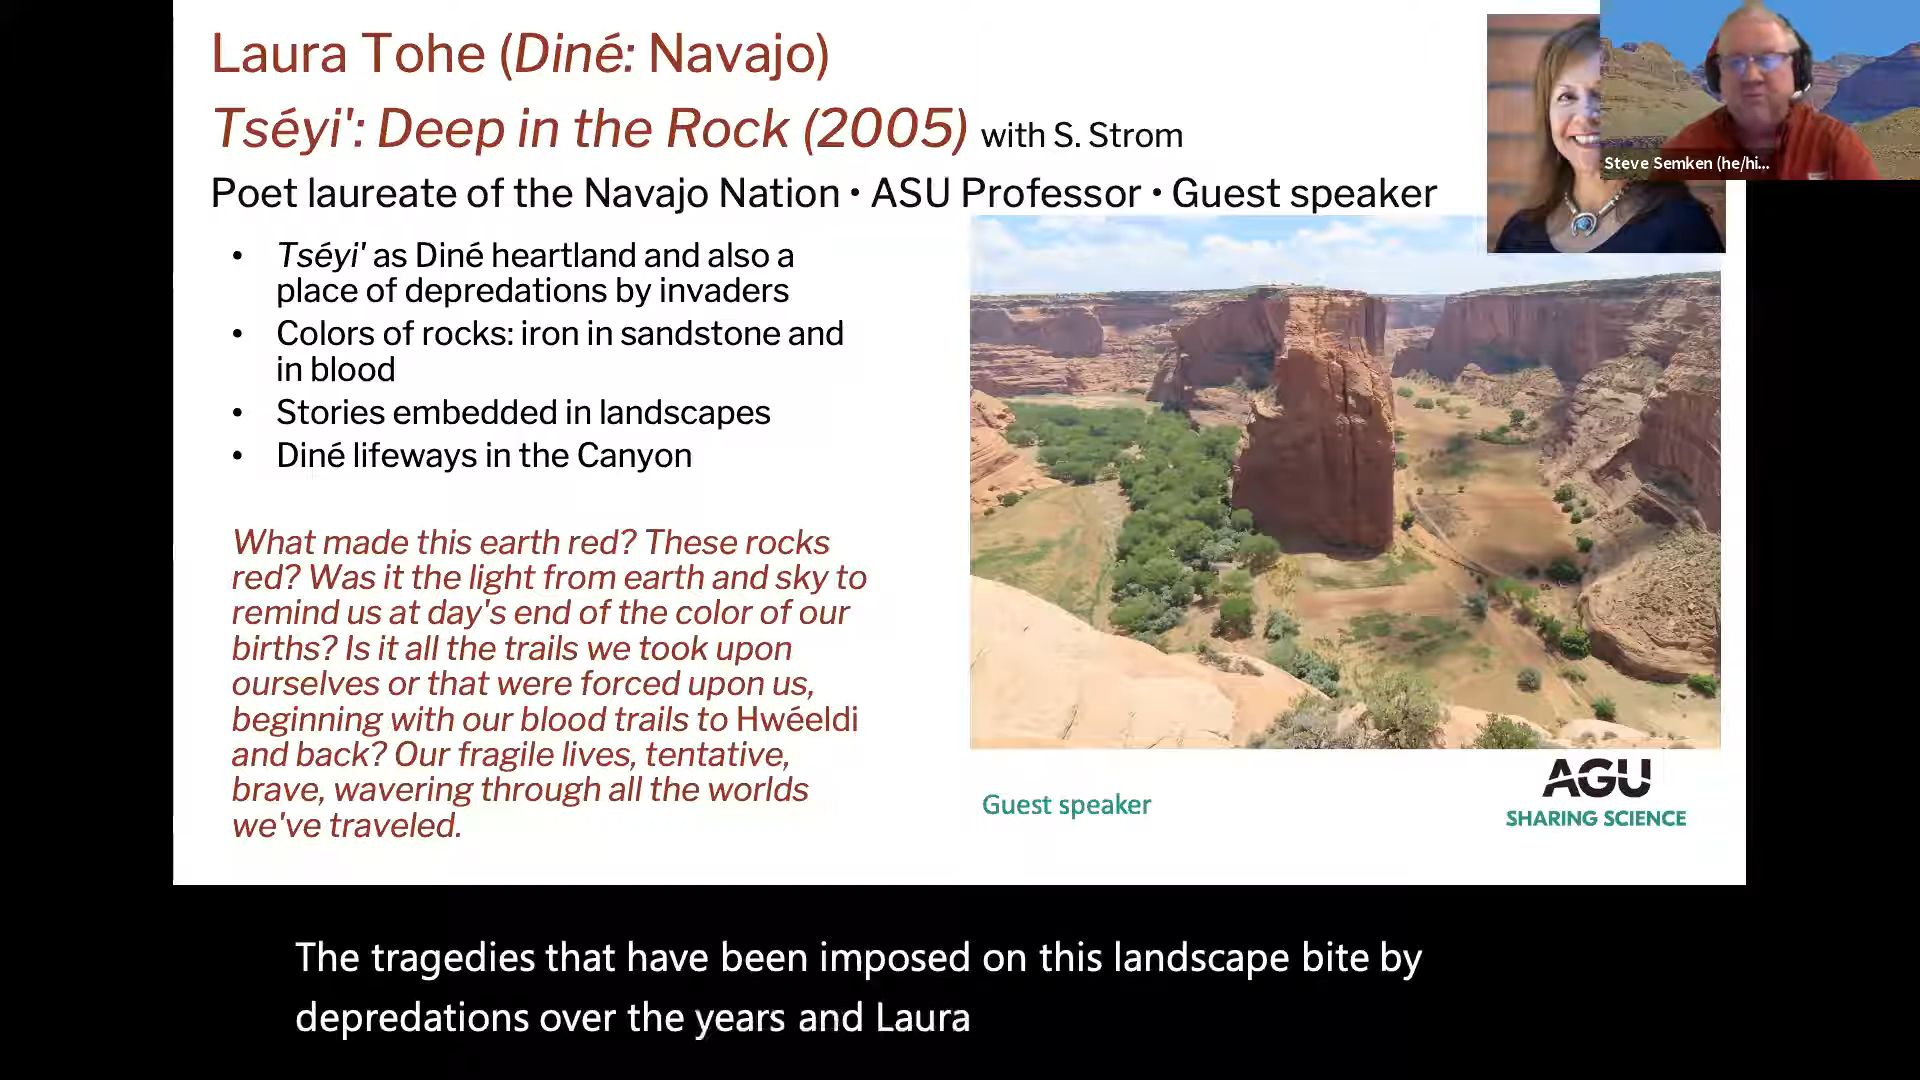 Laura Tohe (Diné: Navajo)
Tséyi': Deep in the Rock (2005) with S. Strom
Poet laureate of the Navajo Nation • ASU Professor • Guest speaker
• Tséyi' as Diné heartland and also a
place of depredations by invaders
• Colors of rocks: iron in sandstone and
in blood
• Stories embedded in landscapes
• Diné lifeways in the Canyon
What made this earth red? These rocks
red? Was it the light from earth and sky to
remind us at day's end of the color of our
births? Is it all the trails we took upon
ourselves or that were forced upon us,
beginning with our blood trails to Hwéeldi
and back? Our fragile lives, tentative,
brave, wavering through all the worlds
we've traveled.
Steve Semken (he/hi...
Guest speaker
AGU
SHARING SCIENCE
The tragedies that have been imposed on this landscape bite by
depredations over the years and Laura